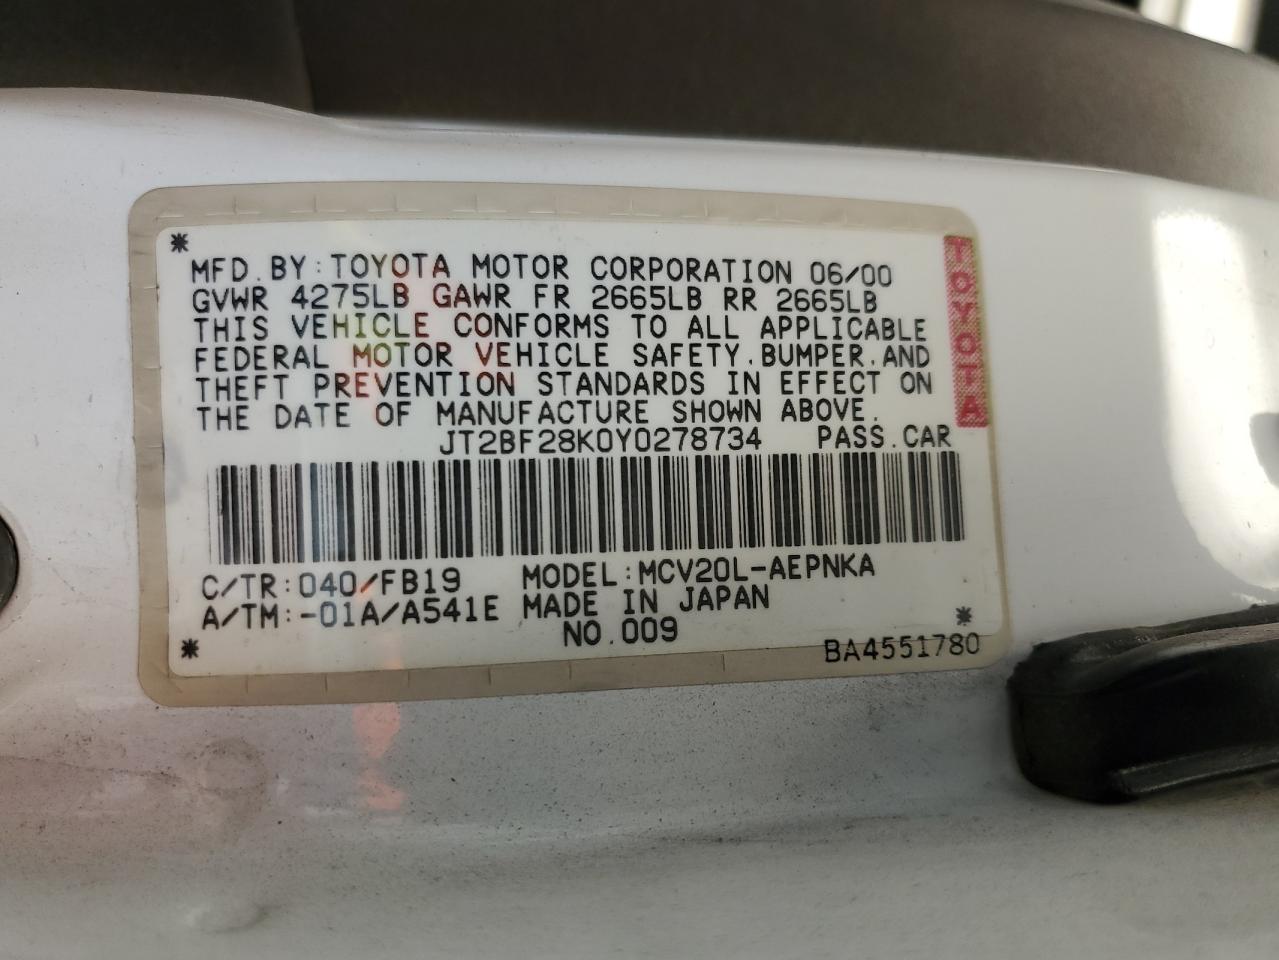 MFD.BY:TOYOTA MOTOR CORPORATION 06/00
GVWR 4275LB GAWR FR 2665LB RR 2665LB
THIS VEHICLE CONFORMS TO ALL APPLICABLE
FEDERAL MOTOR VEHICLE SAFETY.BUMPER.AND
THEFT PREVENTION STANDARDS IN EFFECT ON
THE DATE OF MANUFACTURE SHOWN ABOVE.
JT2BF28K0Y0278734 PASS.CAR
C/TR:040/FB19 MODEL:MCV20L-AEPNKA
A/TM:-01A/A541E MADE IN JAPAN
NO.009
BA4551780
TOYOTA